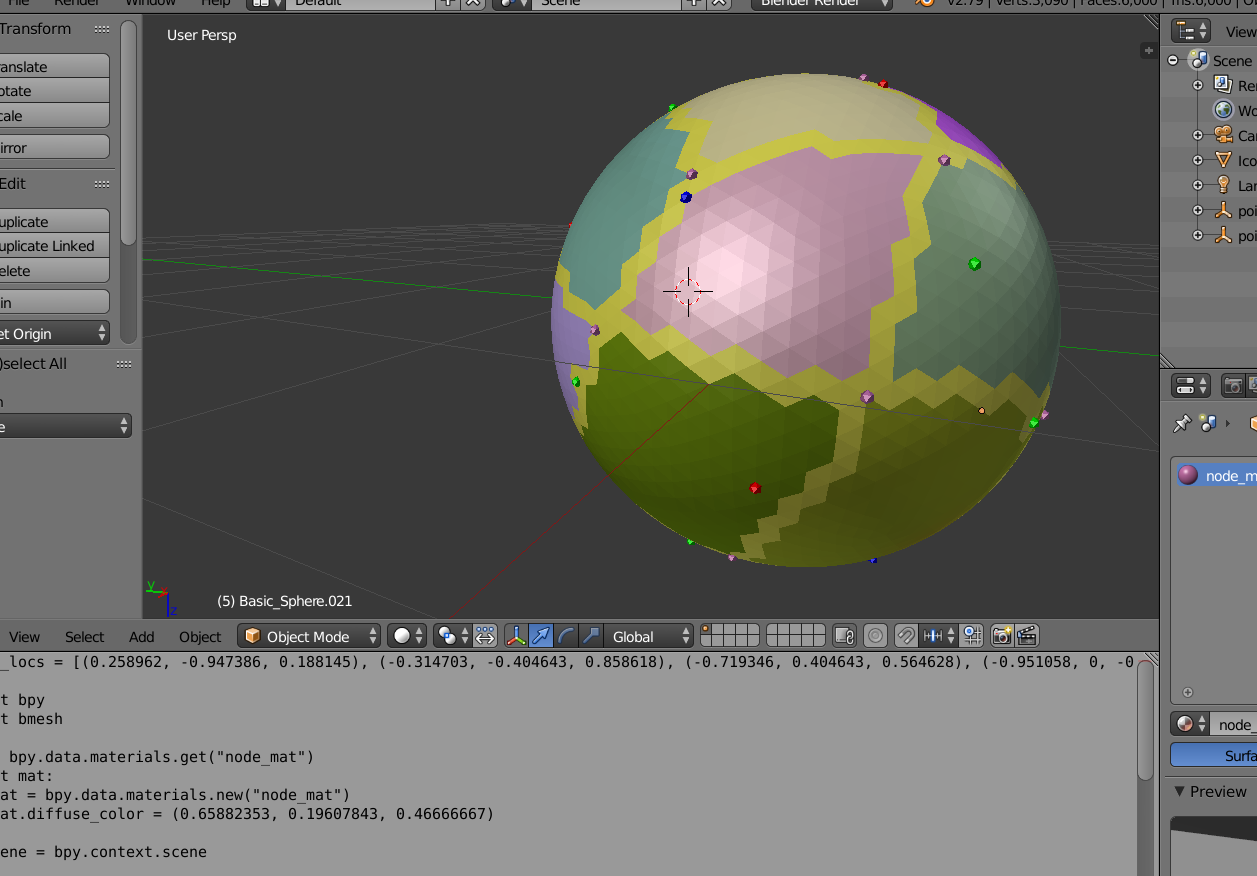 File Render Window Help Default Scene Blender Render v2.79 | Verts:3,090 | Faces:6,000 | Tris:6,000 |
Transform
User Persp
View
anslate
Scene
otate
Re
cale
Wo
Ca
irror
Ico
Edit
Lar
uplicate
poi
uplicate Linked
poi
elete
in
et Origin
)select All
n
e
y
z
(5) Basic_Sphere.021
View Select Add Object Object Mode Global
_locs = [(0.258962, -0.947386, 0.188145), (-0.314703, -0.404643, 0.858618), (-0.719346, 0.404643, 0.564628), (-0.951058, 0, -0
t bpy
t bmesh
bpy.data.materials.get("node_mat")
t mat:
at = bpy.data.materials.new("node_mat")
at.diffuse_color = (0.65882353, 0.19607843, 0.46666667)
ene = bpy.context.scene
node_m
node_
Surfa
Preview